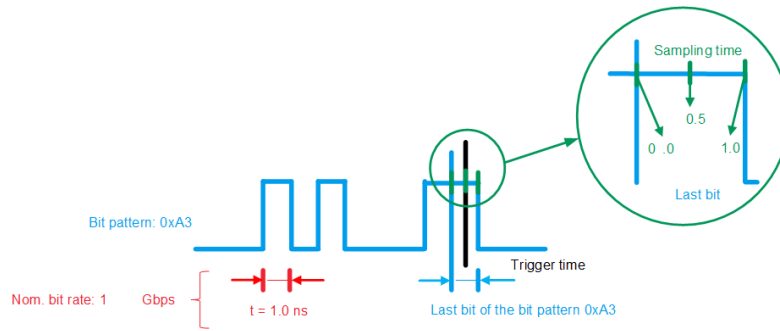 Sampling time
0.5
0 .0
1.0
Last bit
Bit pattern: 0xA3
Trigger time
Nom. bit rate: 1 Gbps
t = 1.0 ns
Last bit of the bit pattern 0xA3